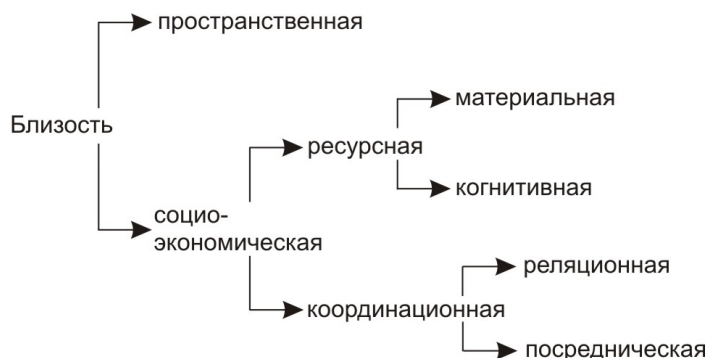 пространственная
материальная
Близость
ресурсная
когнитивная
социо-
экономическая
реляционная
координационная
посредническая